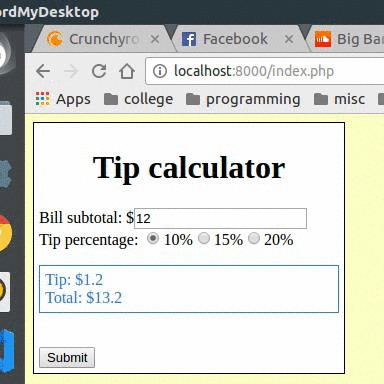 ordMyDesktop
Crunchyro
Facebook
Big Ba
localhost:8000/index.php
Apps college programming misc
Tip calculator
Bill subtotal: $12
Tip percentage: 10% 15% 20%
Tip: $1.2
Total: $13.2
Submit